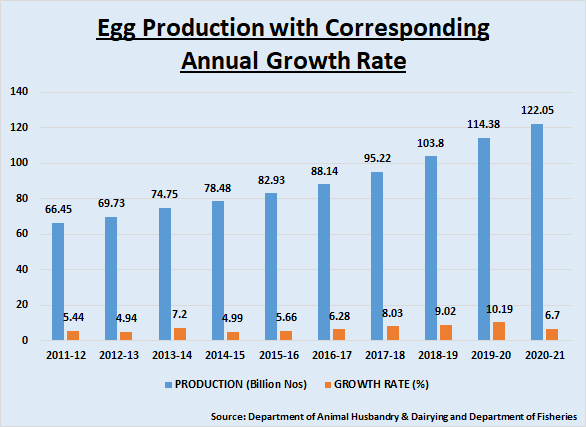 Egg Production with Corresponding
Annual Growth Rate
140
120
100
80
60
40
20
0
66.45 69.73 74.75 78.48 82.93 88.14 95.22 103.8 114.38 122.05
5.44 4.94 7.2 4.99 5.66 6.28 8.03 9.02 10.19 6.7
2011-12 2012-13 2013-14 2014-15 2015-16 2016-17 2017-18 2018-19 2019-20 2020-21
PRODUCTION (Billion Nos) GROWTH RATE (%)
Source: Department of Animal Husbandry & Dairying and Department of Fisheries